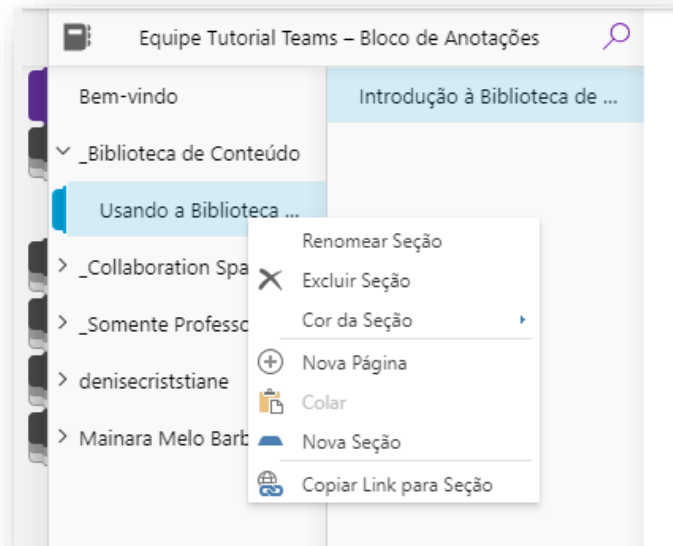 Equipe Tutorial Teams – Bloco de Anotações
Bem-vindo
Introdução à Biblioteca de ...
_Biblioteca de Conteúdo
Usando a Biblioteca ...
_Collaboration Spa
_Somente Professo
denisecriststiane
Mainara Melo Barb
Renomear Seção
Excluir Seção
Cor da Seção
Nova Página
Colar
Nova Seção
Copiar Link para Seção